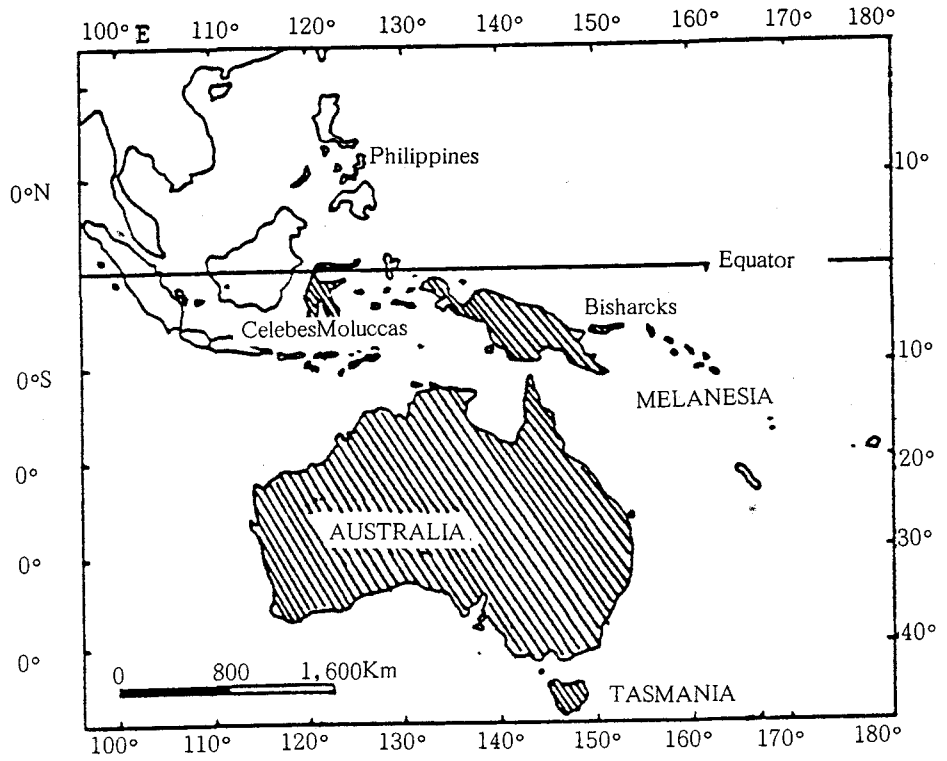 100° E 110° 120° 130° 140° 150° 160° 170° 180°
Philippines
10°
0°N
Equator
Bisharcks
CelebesMoluccas
10°
0°S
MELANESIA
20°
0°
AUSTRALIA
30°
0°
40°
0°
0 800 1,600Km
TASMANIA
100° 110° 120° 130° 140° 150° 160° 170° 180°